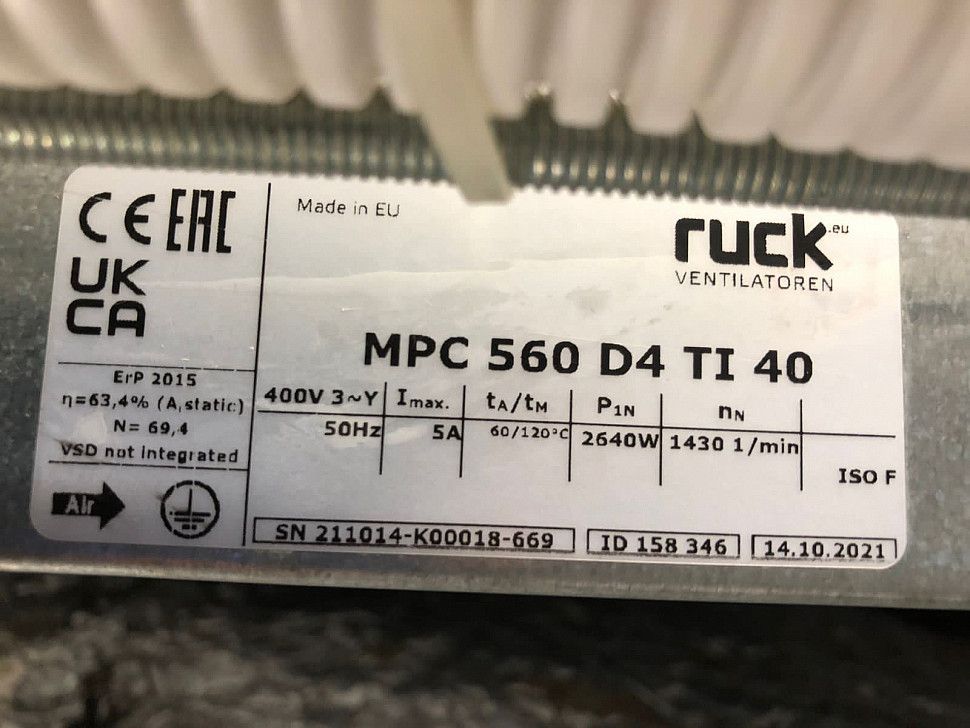 CE EAC
UK
CA
Made in EU
ruck.eu
VENTILATOREN
MPC 560 D4 TI 40
ErP 2015
η=63,4% (A, static)
N= 69,4
VSD not integrated
400V 3~Y Imax. tA/tM P1N nN
50Hz 5A 60/120°C 2640W 1430 1/min
ISO F
Air
SN 211014-K00018-669 ID 158 346 14.10.2021